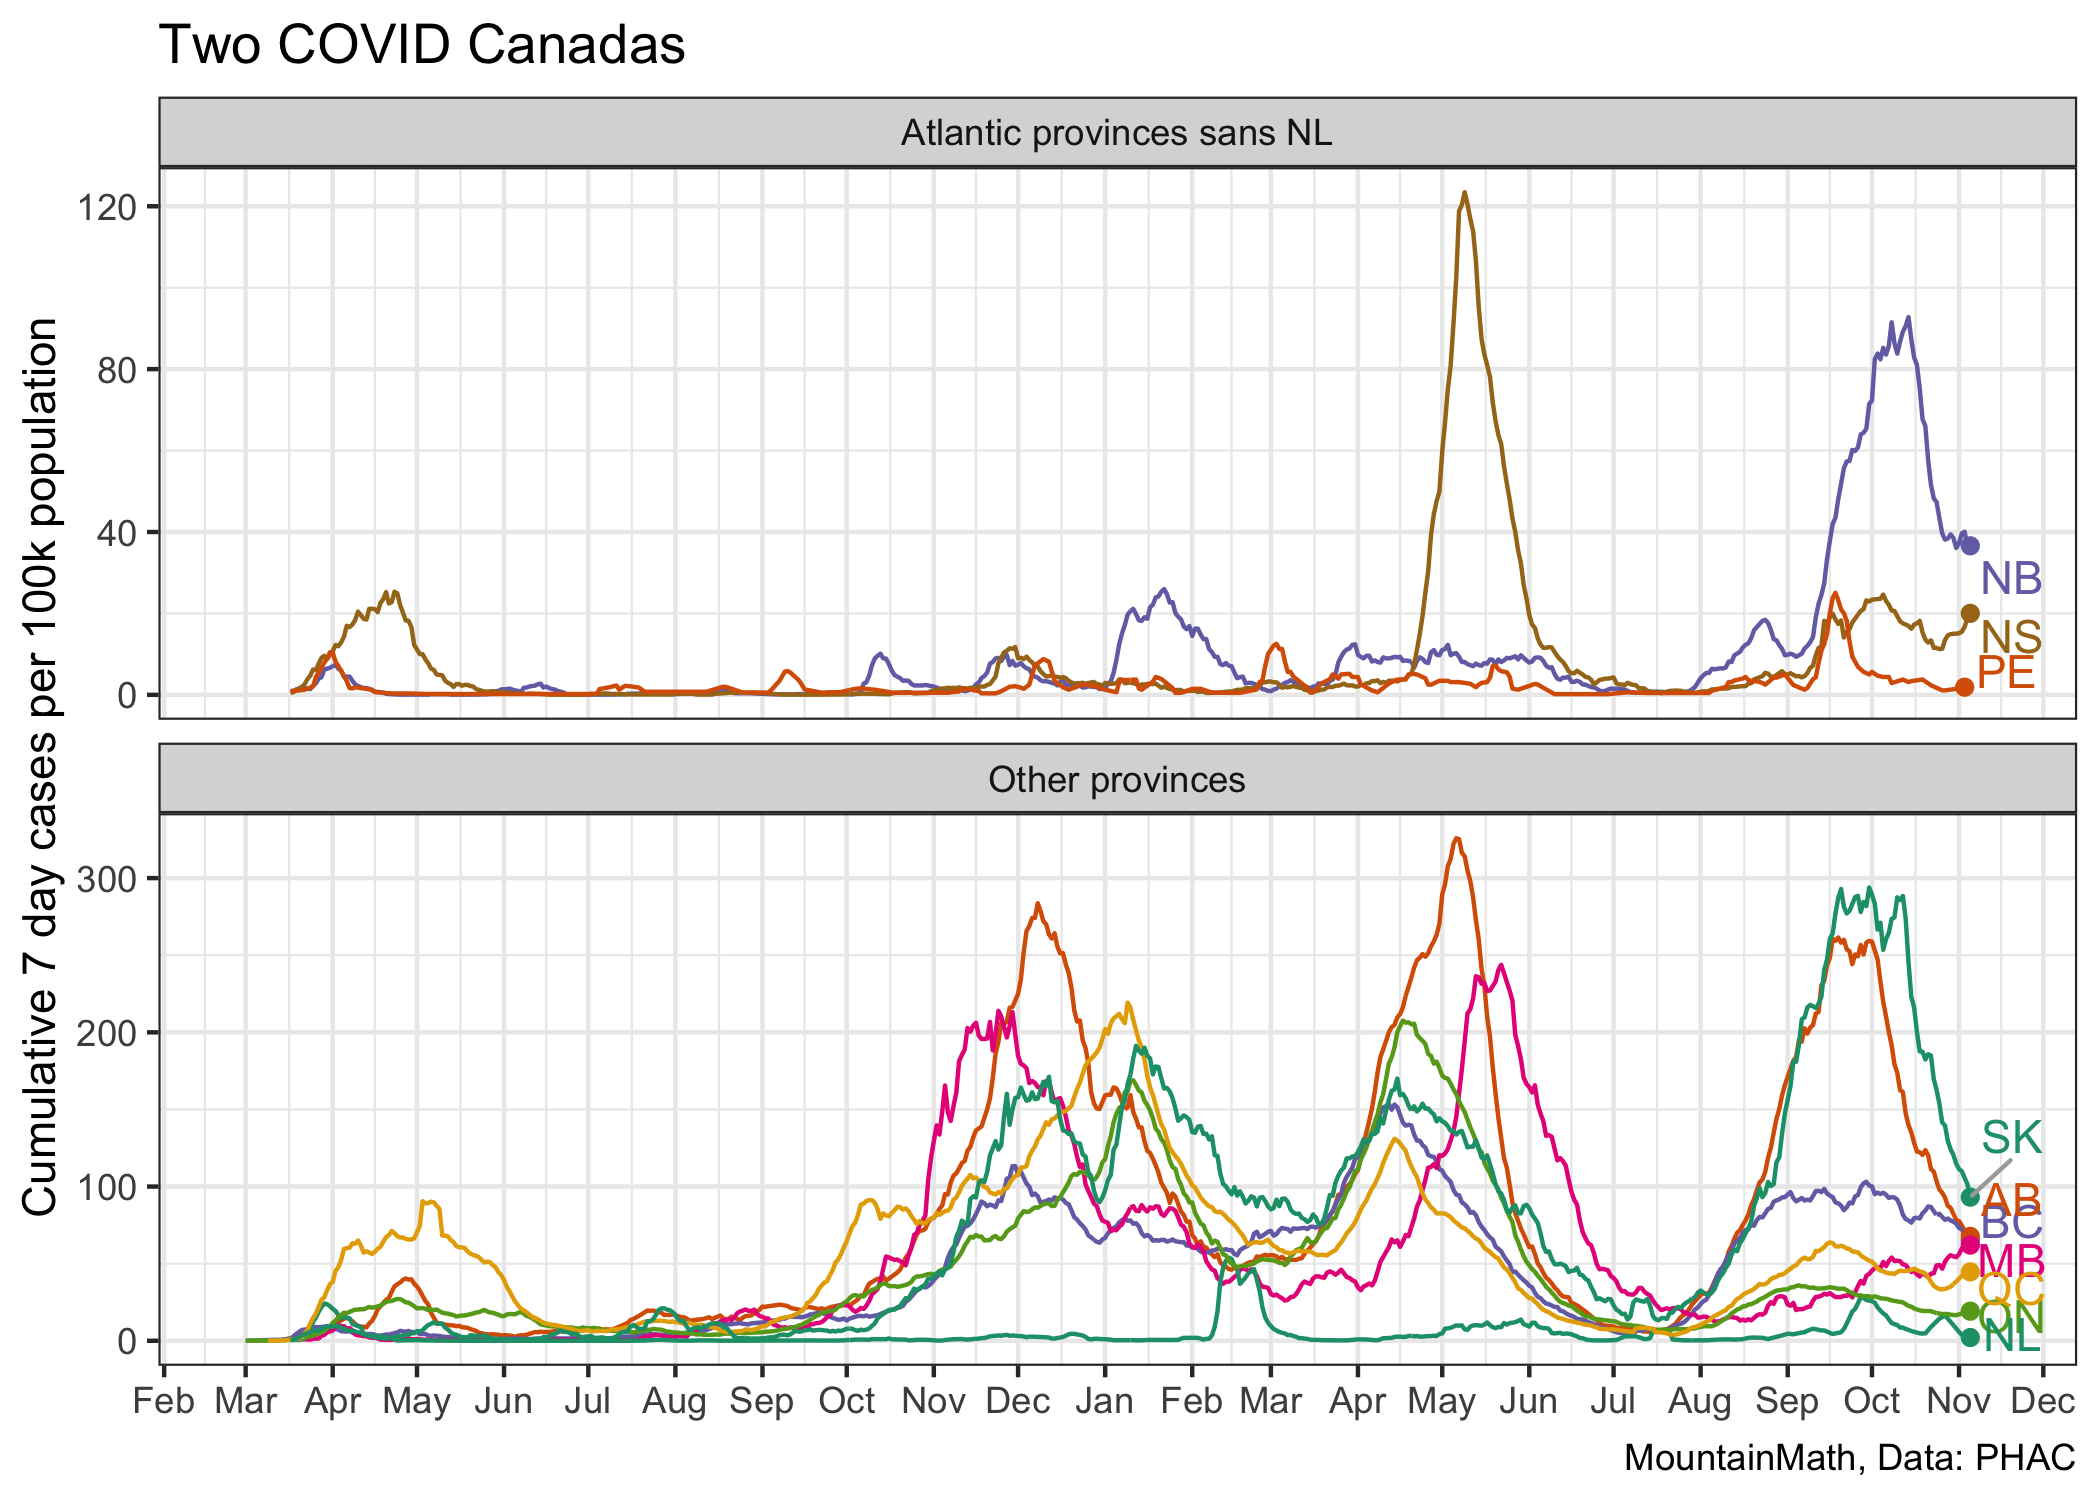 Two COVID Canadas
Atlantic provinces sans NL
120
80
40
0
NB
NS
PE
Cumulative 7 day cases per 100k population
Other provinces
300
200
100
0
SK
AB
BC
MB
QC
ON
NL
Feb Mar Apr May Jun Jul Aug Sep Oct Nov Dec Jan Feb Mar Apr May Jun Jul Aug Sep Oct Nov Dec
MountainMath, Data: PHAC